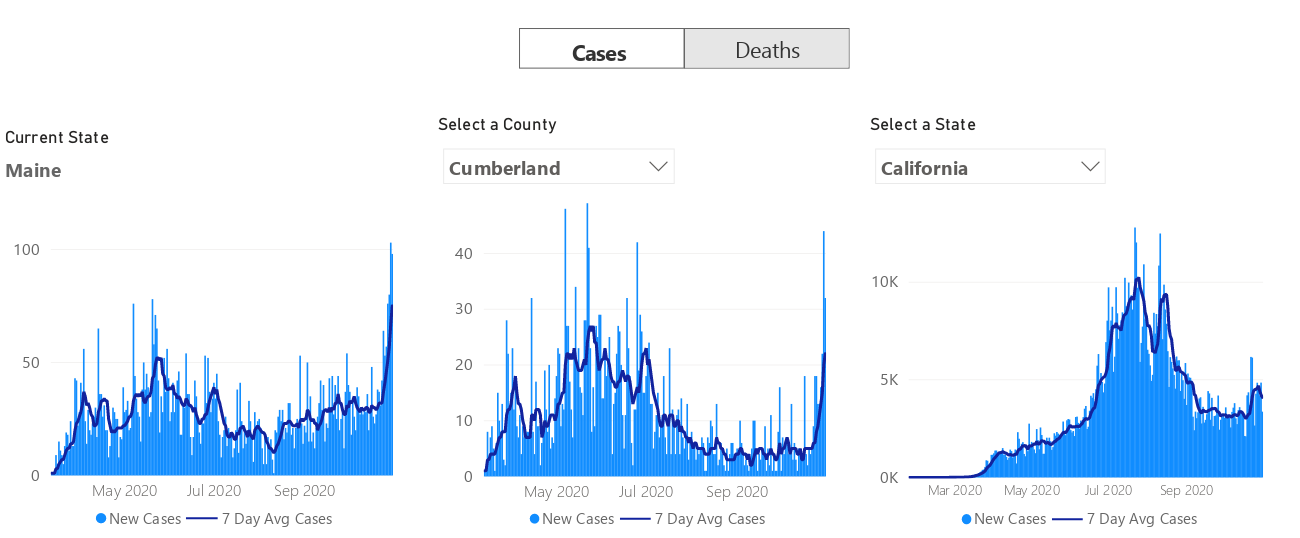 Cases
Deaths
Current State
Maine
100
50
0
May 2020
Jul 2020
Sep 2020
New Cases
7 Day Avg Cases
Select a County
Cumberland
40
30
20
10
0
May 2020
Jul 2020
Sep 2020
New Cases
7 Day Avg Cases
Select a State
California
10K
5K
0K
Mar 2020
May 2020
Jul 2020
Sep 2020
New Cases
7 Day Avg Cases